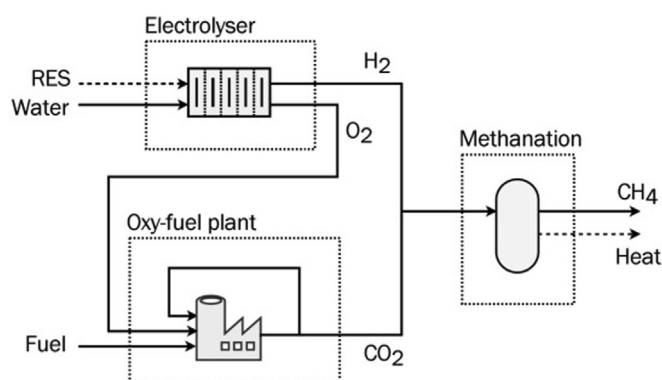 Electrolyser
RES
Water
H2
O2
Methanation
CH4
Heat
Oxy-fuel plant
Fuel
CO2